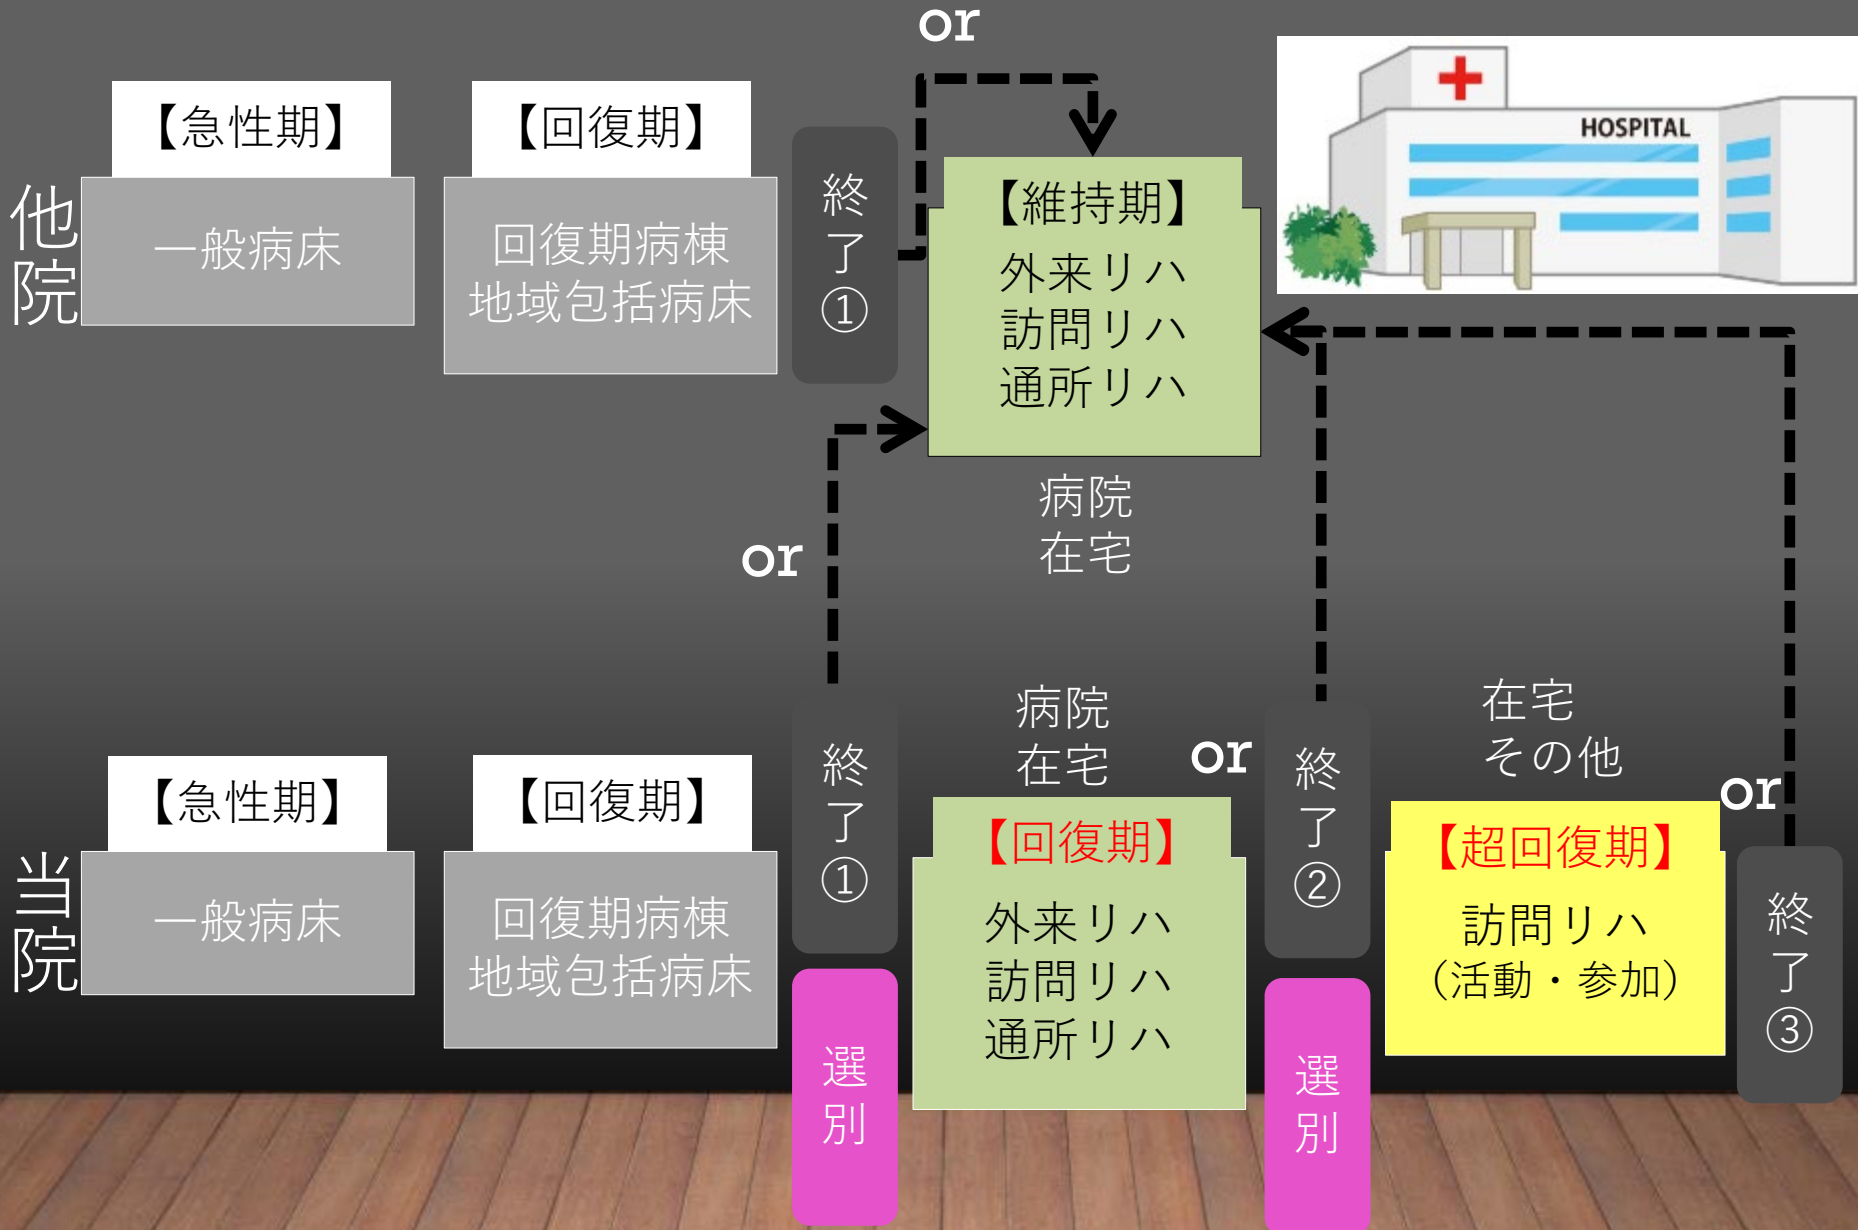 or
【急性期】
【回復期】
他院
一般病床
回復期病棟
地域包括病床
終了①
【維持期】
外来リハ
訪問リハ
通所リハ
HOSPITAL
病院
在宅
or
病院
在宅
or
在宅
その他
or
【急性期】
【回復期】
当院
一般病床
回復期病棟
地域包括病床
終了①
選別
【回復期】
外来リハ
訪問リハ
通所リハ
終了②
選別
【超回復期】
訪問リハ
（活動・参加）
終了③